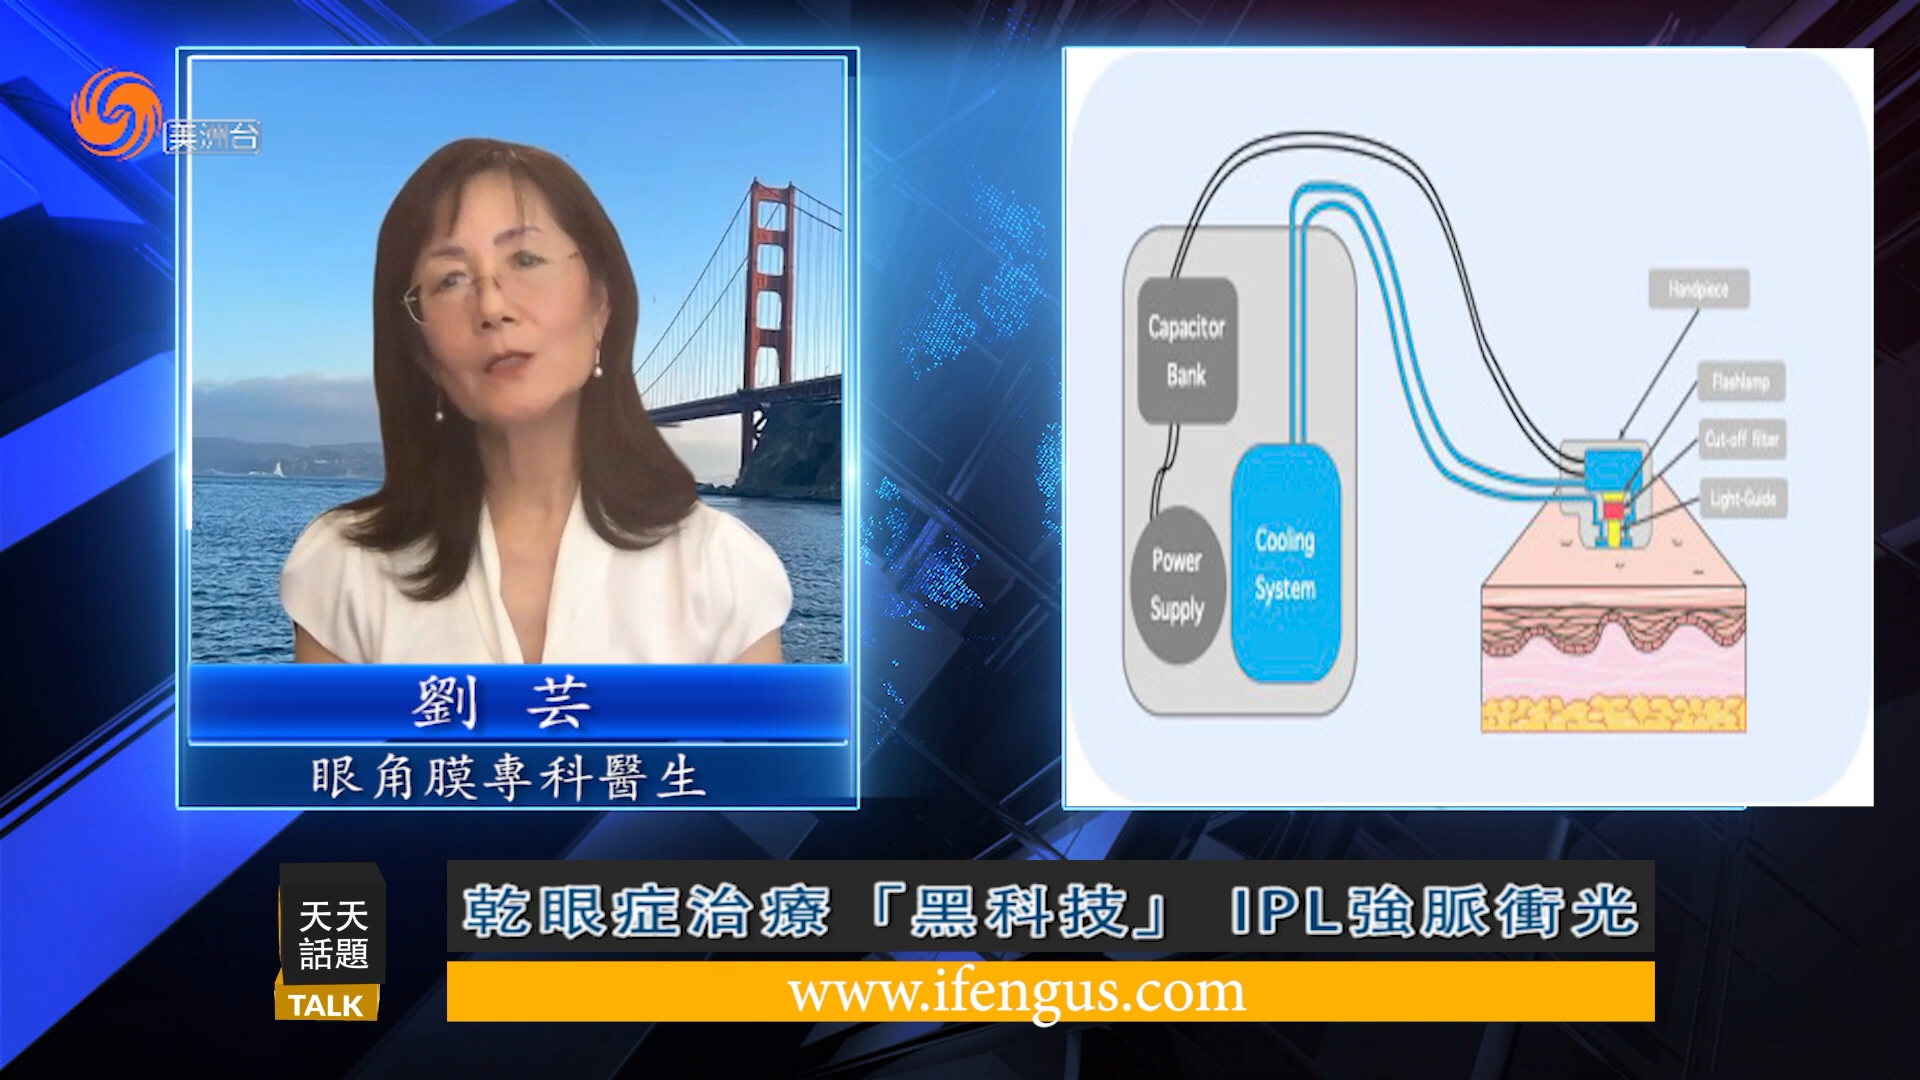 美洲台
劉 芸
眼角膜專科醫生
Capacitor
Bank
Power
Supply
Cooling
System
Handpiece
Flashlamp
Cut-off filter
Light-Guide
天天
話題
TALK
乾眼症治療「黑科技」 IPL強脈衝光
www.ifengus.com